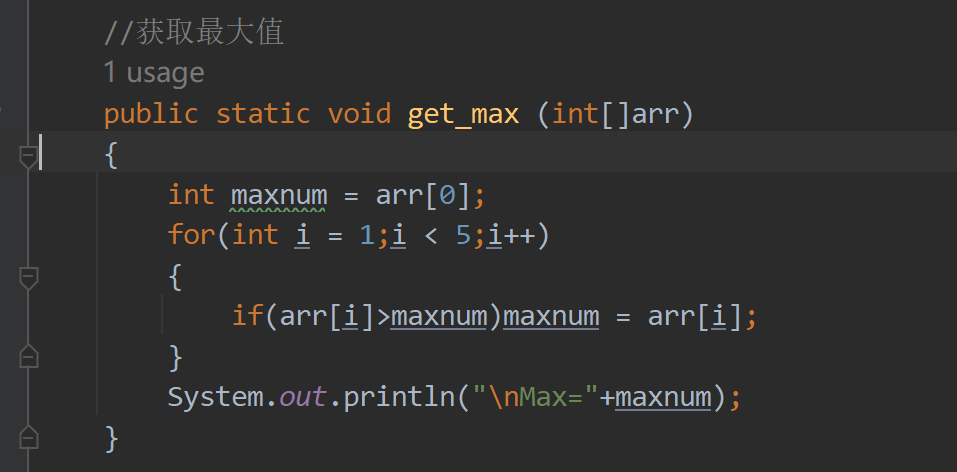 //获取最大值
1 usage
public static void get_max (int[]arr)
{
int maxnum = arr[0];
for(int i = 1;i < 5;i++)
{
if(arr[i]>maxnum)maxnum = arr[i];
}
System.out.println("\nMax="+maxnum);
}